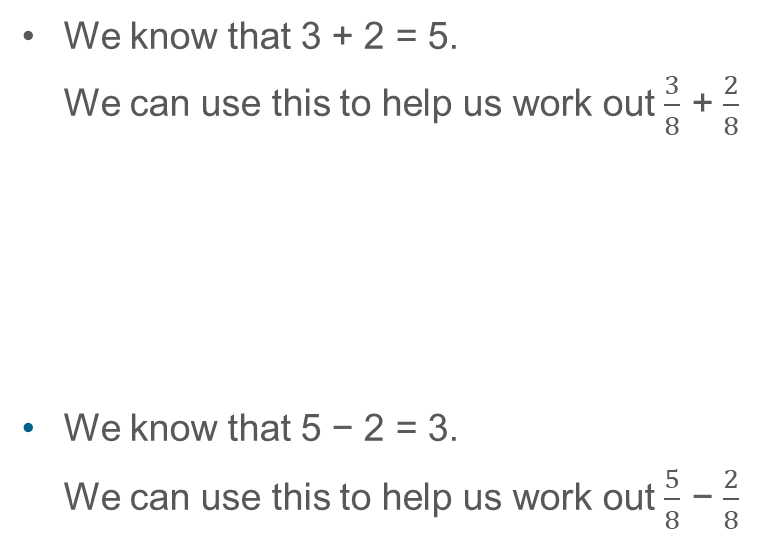 • We know that 3 + 2 = 5.
We can use this to help us work out 3/8 + 2/8
• We know that 5 − 2 = 3.
We can use this to help us work out 5/8 − 2/8